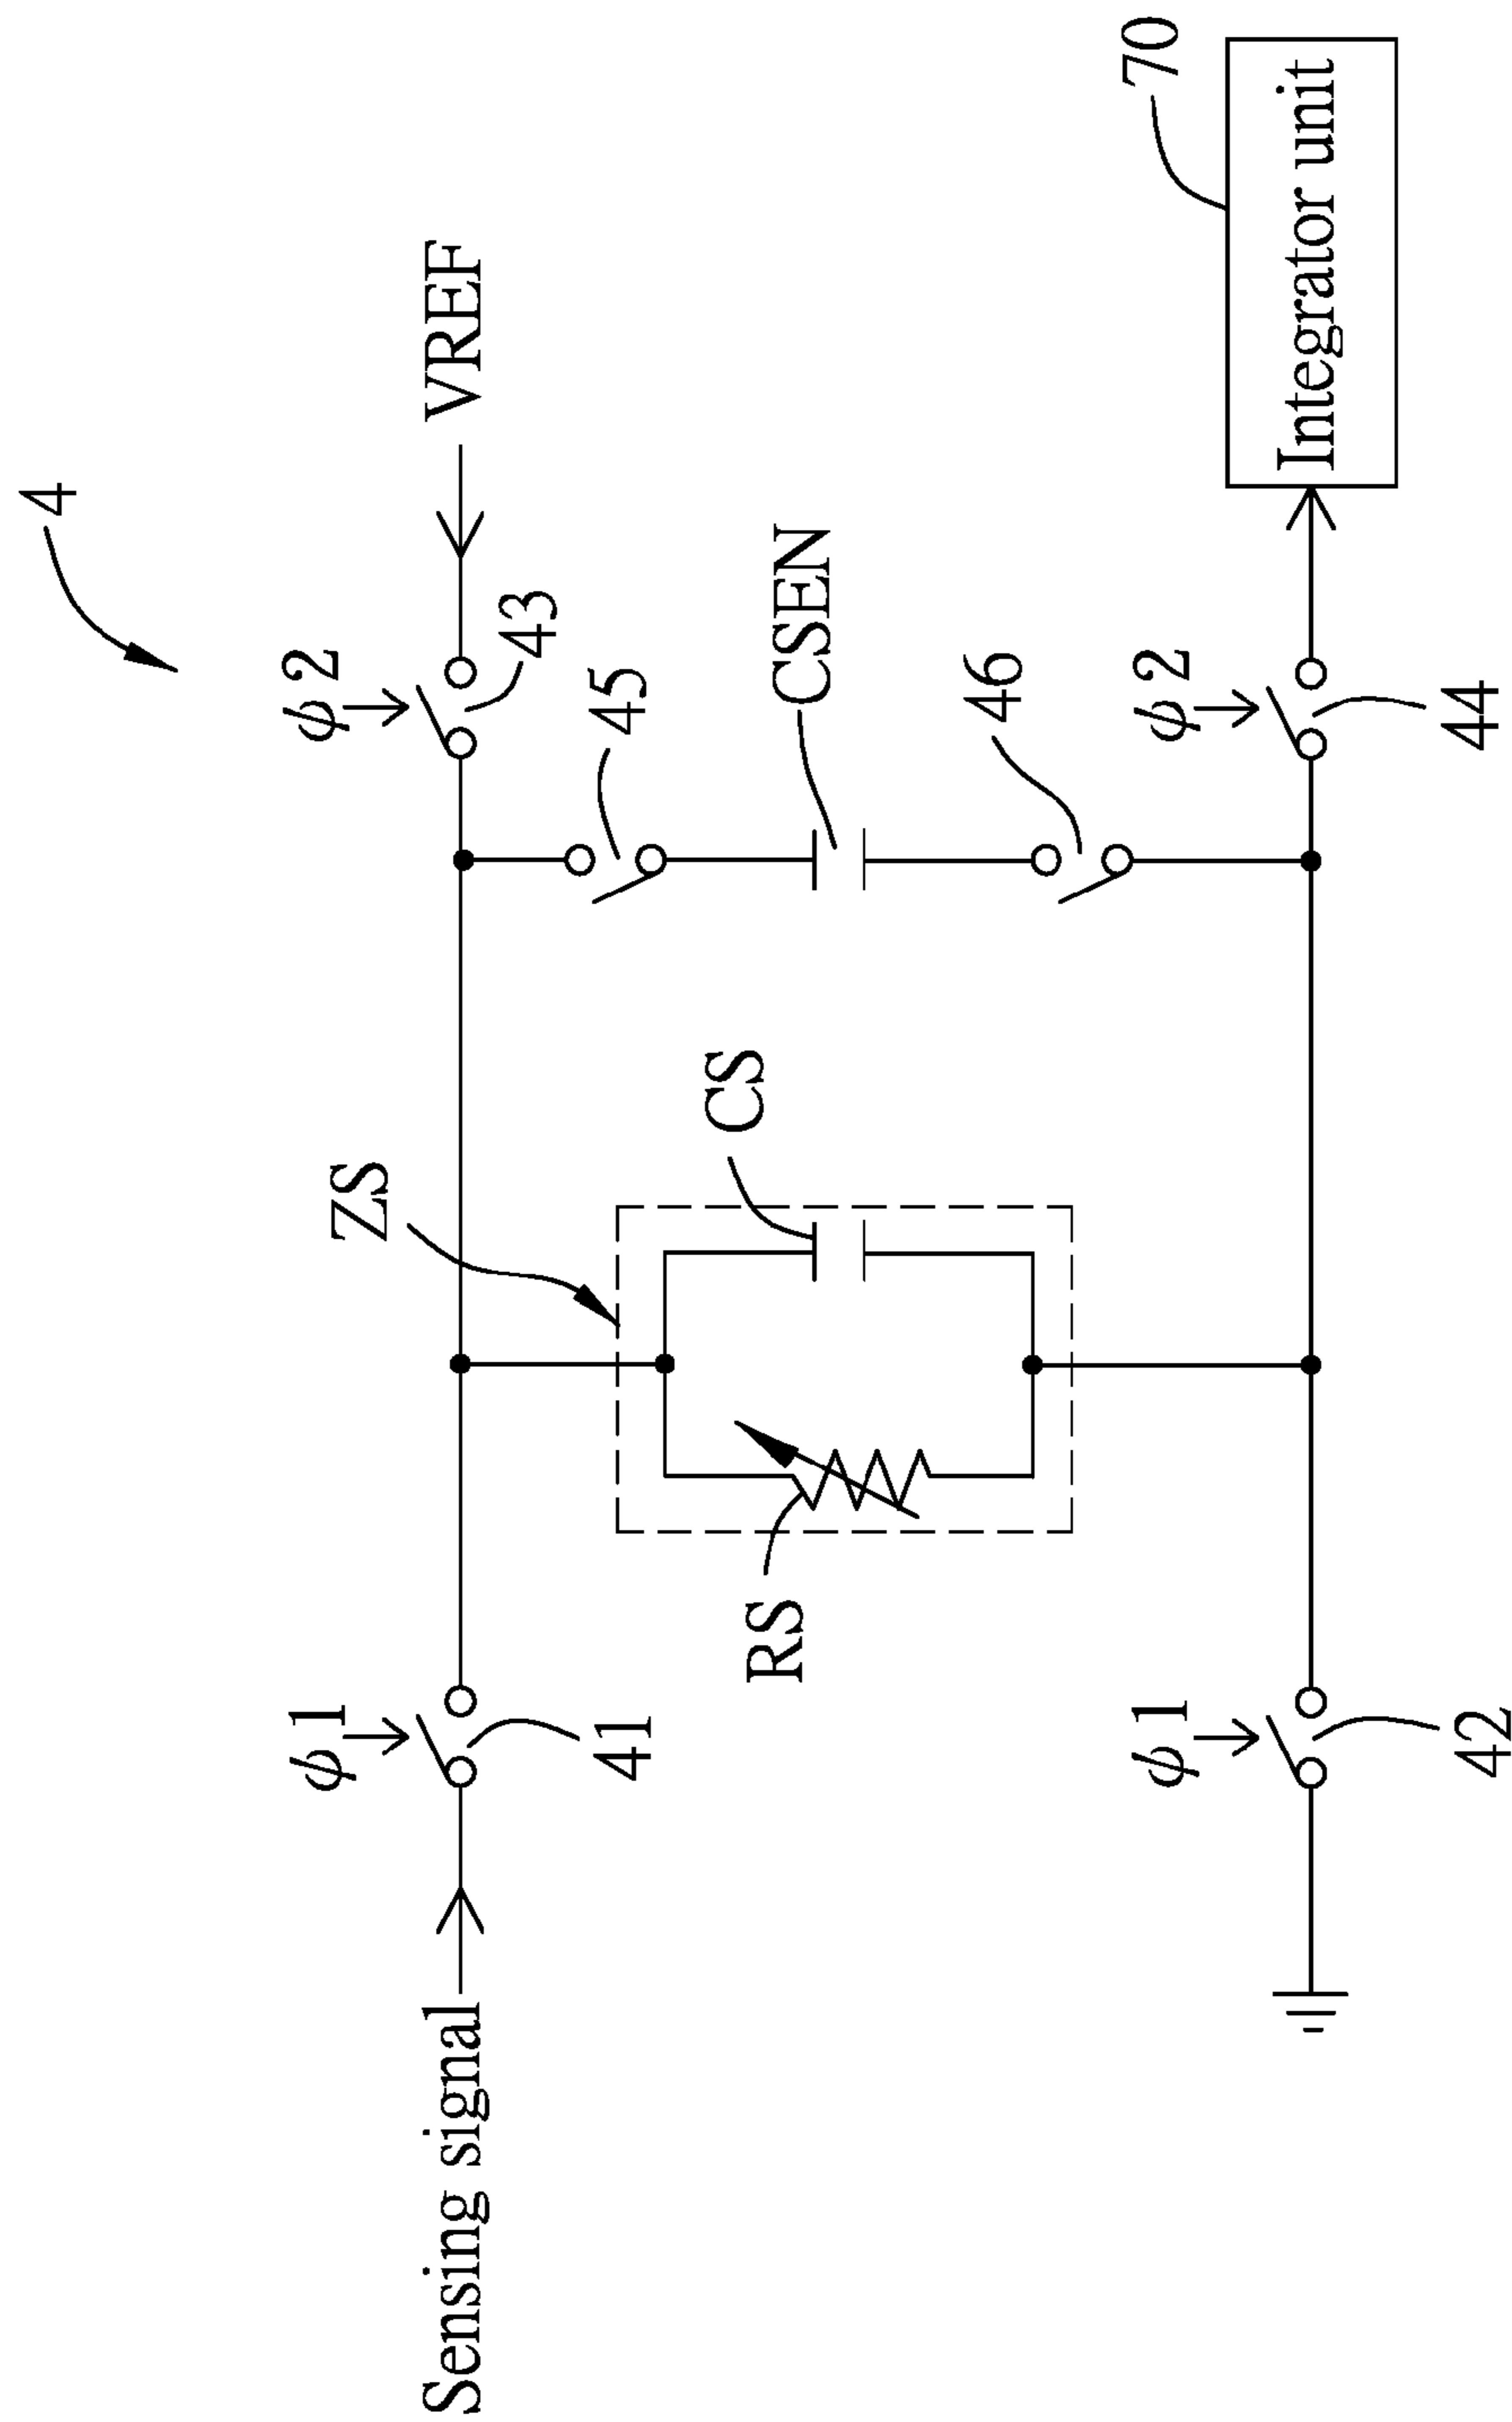 4
φ1
φ2
Sensing signal
VREF
41
43
ZS
45
RS
CS
CSEN
46
φ1
φ2
70
Integrator unit
42
44